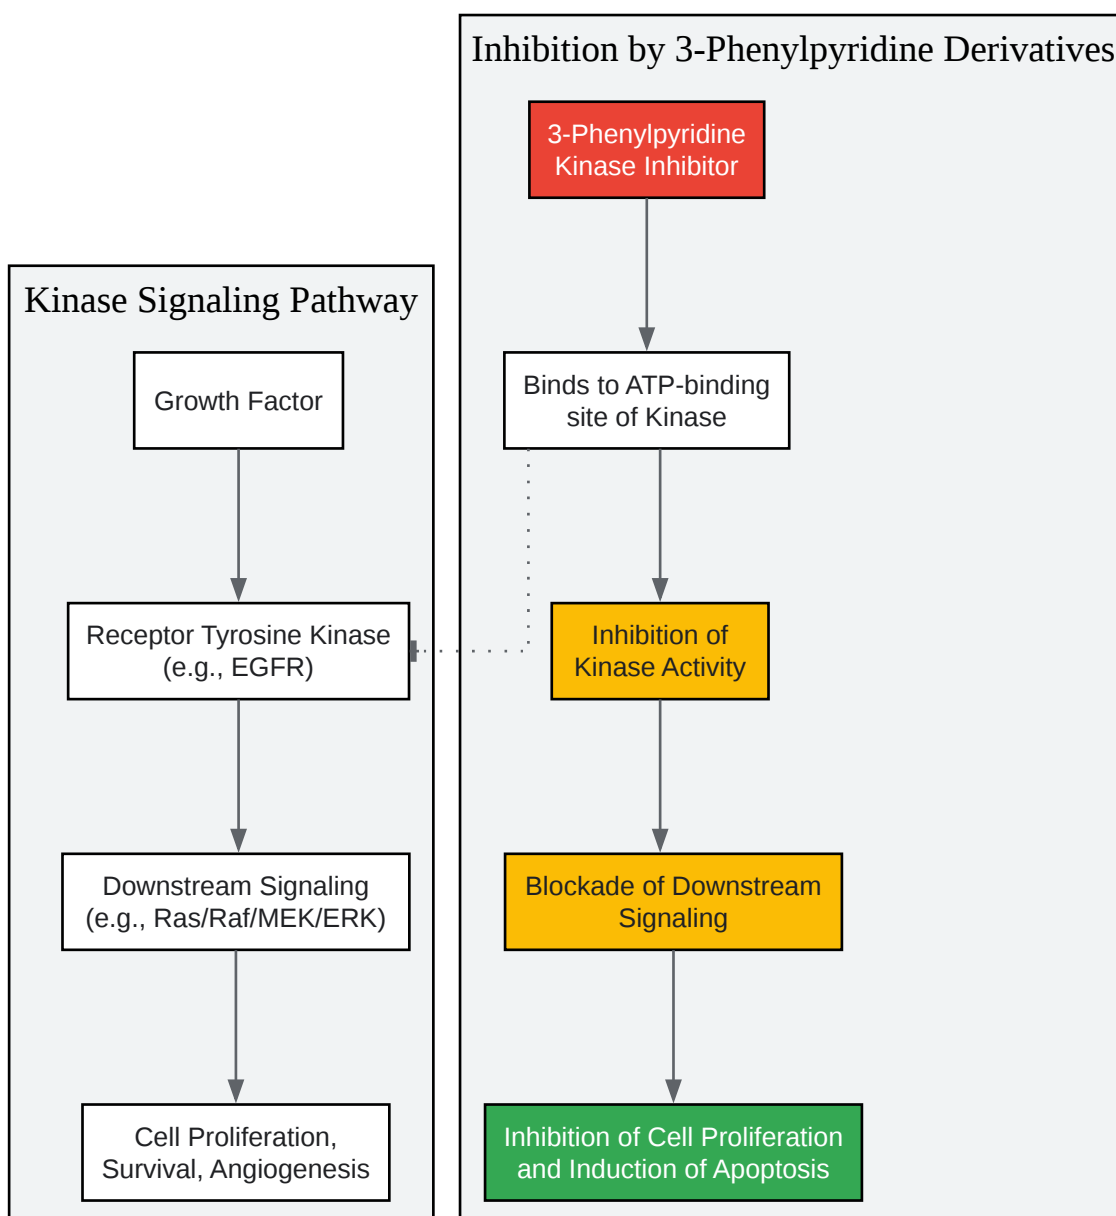 Kinase Signaling Pathway
Growth Factor
Receptor Tyrosine Kinase
(e.g., EGFR)
Downstream Signaling
(e.g., Ras/Raf/MEK/ERK)
Cell Proliferation,
Survival, Angiogenesis
Inhibition by 3-Phenylpyridine Derivatives
3-Phenylpyridine
Kinase Inhibitor
Binds to ATP-binding
site of Kinase
Inhibition of
Kinase Activity
Blockade of Downstream
Signaling
Inhibition of Cell Proliferation
and Induction of Apoptosis